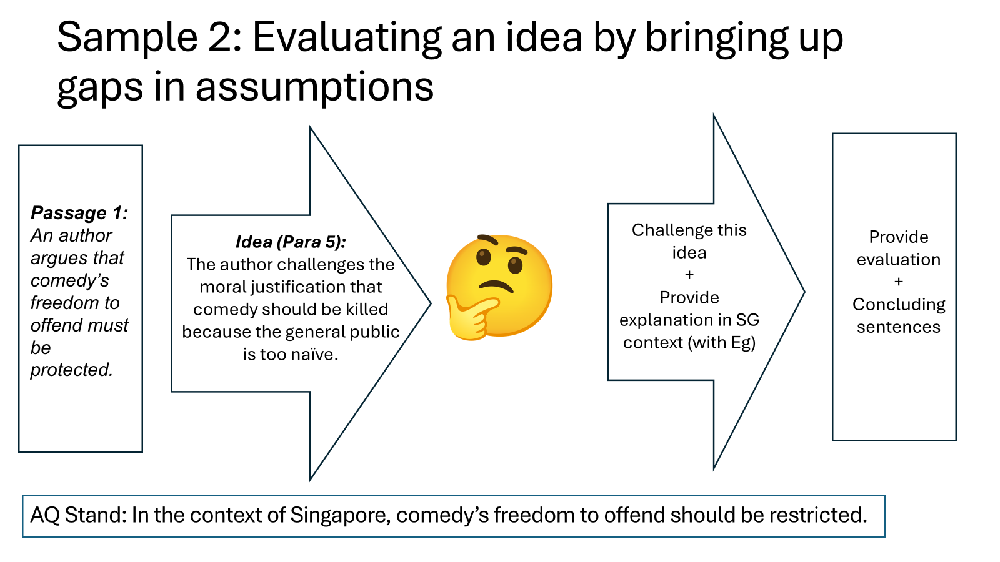 Sample 2: Evaluating an idea by bringing up
gaps in assumptions
Passage 1:
An author
argues that
comedy’s
freedom to
offend must
be
protected.
Idea (Para 5):
The author challenges the
moral justification that
comedy should be killed
because the general public
is too naïve.
Challenge this
idea
+
Provide
explanation in SG
context (with Eg)
Provide
evaluation
+
Concluding
sentences
AQ Stand: In the context of Singapore, comedy’s freedom to offend should be restricted.